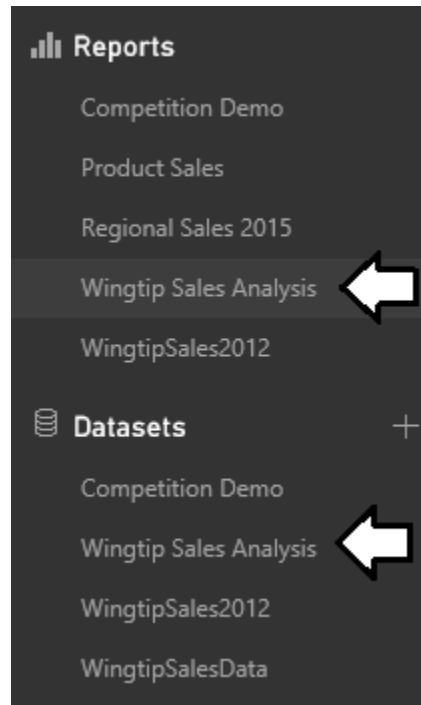 Reports
Competition Demo
Product Sales
Regional Sales 2015
Wingtip Sales Analysis
WingtipSales2012
Datasets
Competition Demo
Wingtip Sales Analysis
WingtipSales2012
WingtipSalesData